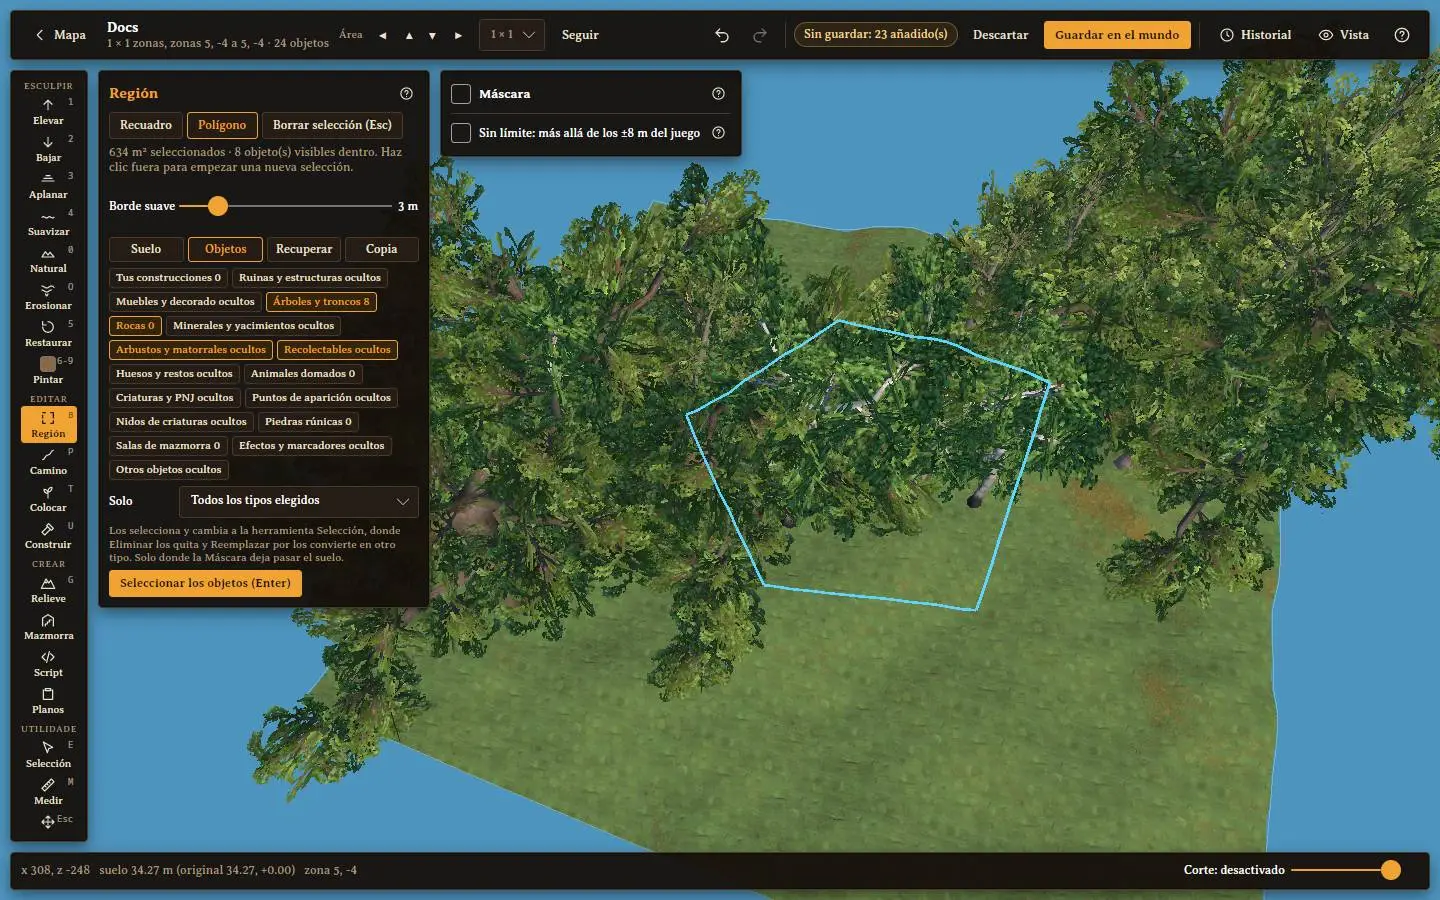 Mapa
Docs
1 × 1 zonas, zonas 5, -4 a 5, -4 · 24 objetos
Área
1 × 1
Seguir
Sin guardar: 23 añadido(s)
Descartar
Guardar en el mundo
Historial
Vista
ESCULPIR
1
Elevar
2
Bajar
3
Aplanar
4
Suavizar
0
Natural
O
Erosionar
5
Restaurar
6-9
Pintar
EDITAR
B
Región
P
Camino
T
Colocar
U
Construir
CREAR
G
Relieve
Mazmorra
Script
Planos
UTILIDADE
E
Selección
M
Medir
Esc
Región
Recuadro
Polígono
Borrar selección (Esc)
634 m² seleccionados · 8 objeto(s) visibles dentro. Haz
clic fuera para empezar una nueva selección.
Borde suave
3 m
Suelo
Objetos
Recuperar
Copia
Tus construcciones 0
Ruinas y estructuras ocultos
Muebles y decorado ocultos
Árboles y troncos 8
Rocas 0
Minerales y yacimientos ocultos
Arbustos y matorrales ocultos
Recolectables ocultos
Huesos y restos ocultos
Animales domados 0
Criaturas y PNJ ocultos
Puntos de aparición ocultos
Nidos de criaturas ocultos
Piedras rúnicas 0
Salas de mazmorra 0
Efectos y marcadores ocultos
Otros objetos ocultos
Solo
Todos los tipos elegidos
Los selecciona y cambia a la herramienta Selección, donde
Eliminar los quita y Reemplazar por los convierte en otro
tipo. Solo donde la Máscara deja pasar el suelo.
Seleccionar los objetos (Enter)
Máscara
Sin límite: más allá de los ±8 m del juego
x 308, z -248 suelo 34.27 m (original 34.27, +0.00) zona 5, -4
Corte: desactivado